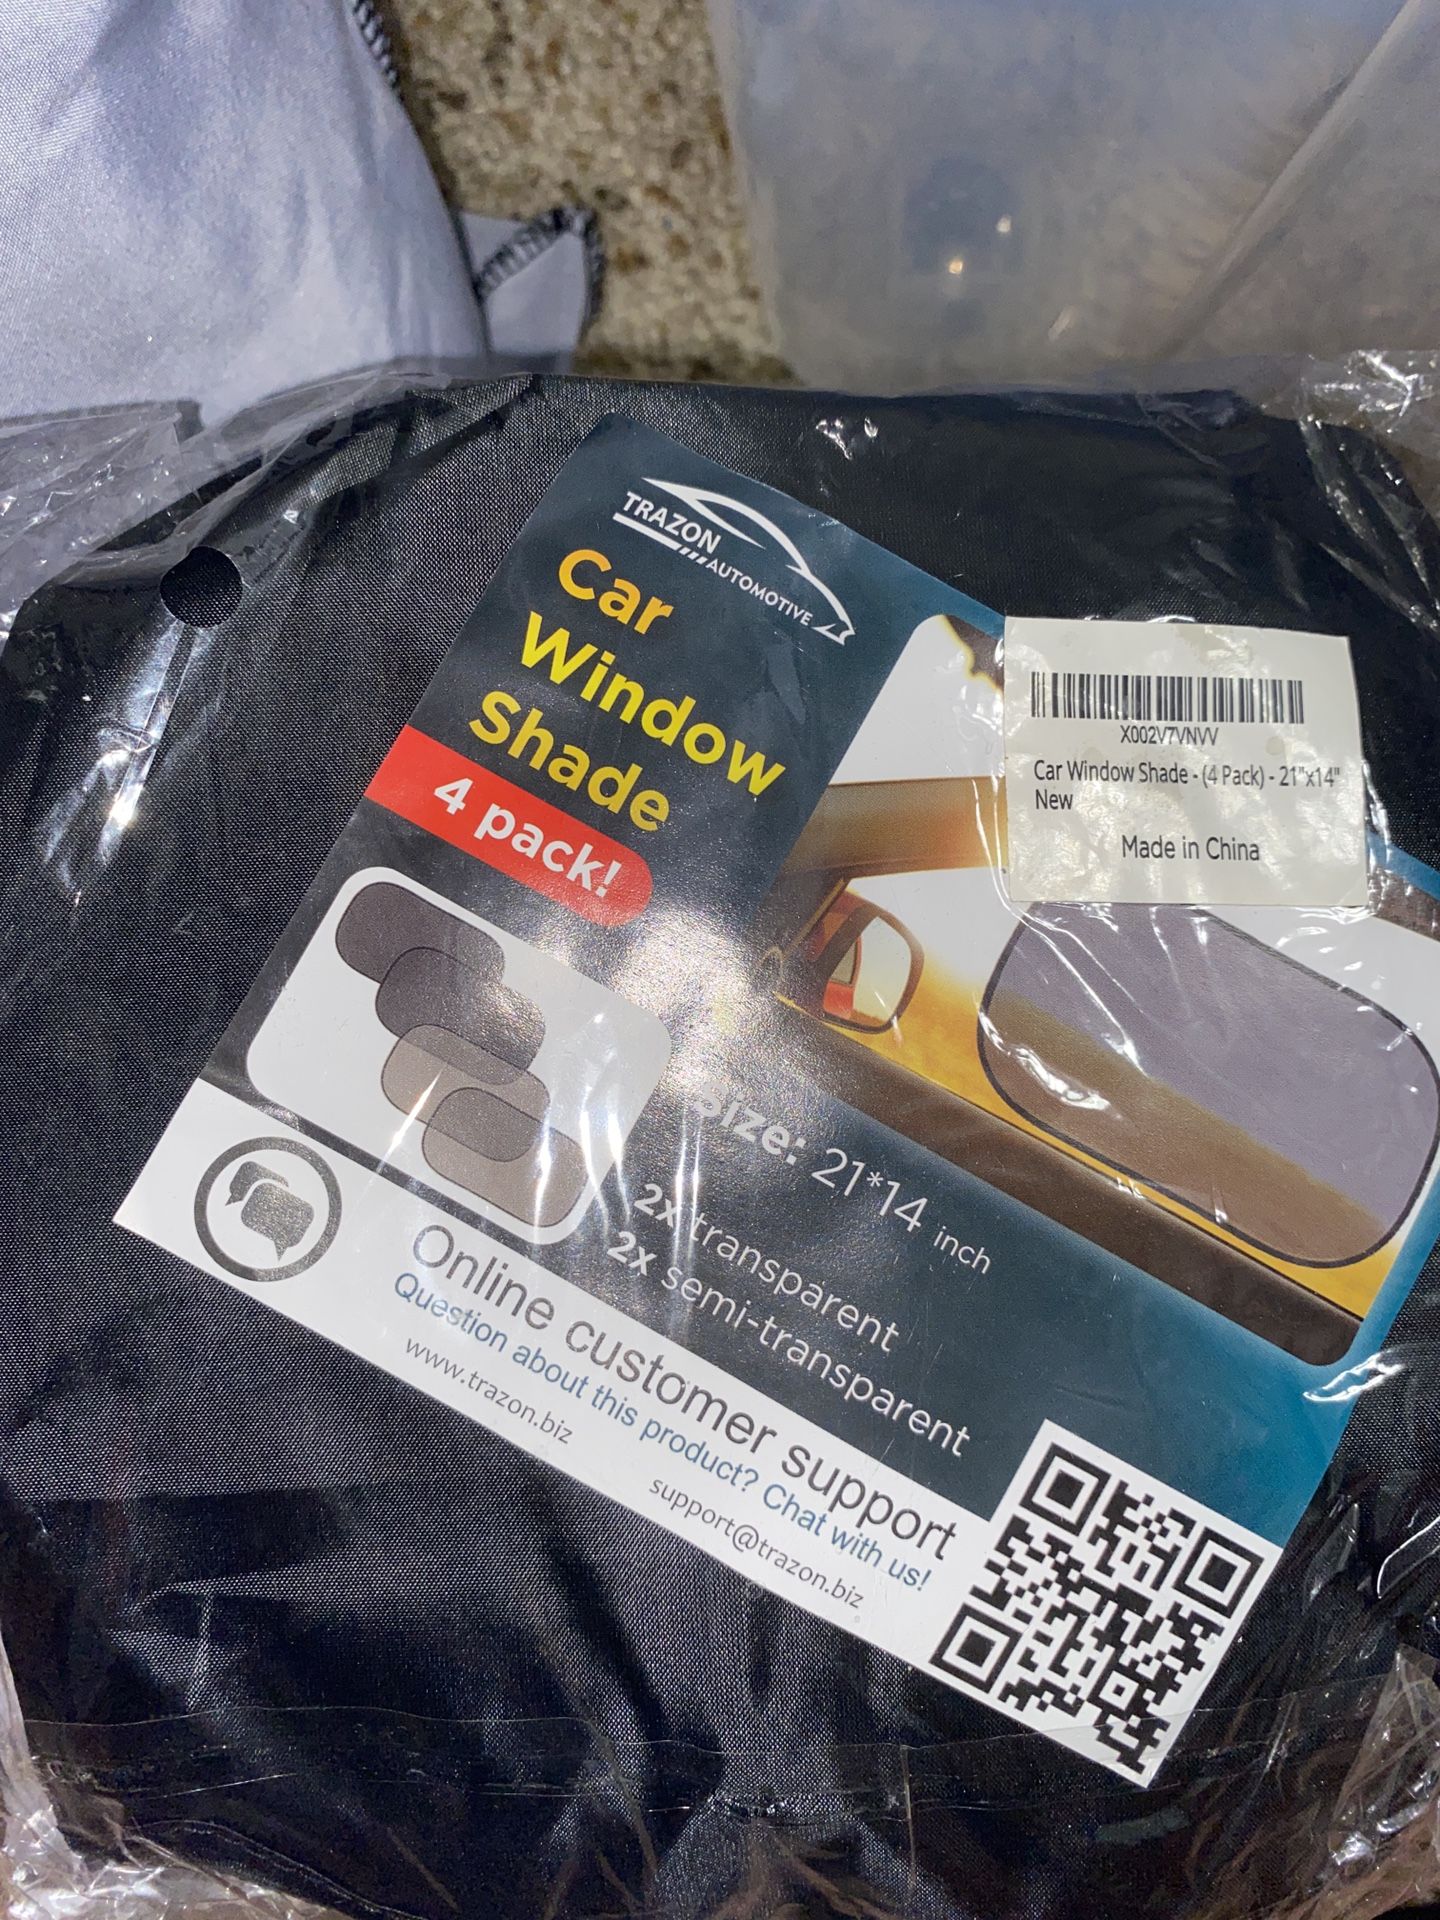 TRAZON
AUTOMOTIVE
Car
Window
Shade
4 pack!
X002V7VNVV
Car Window Shade - (4 Pack) - 21"x14"
New
Made in China
Size: 21*14 inch
2x transparent
2x semi-transparent
Online customer support
Question about this product? Chat with us!
www.trazon.biz
support@trazon.biz